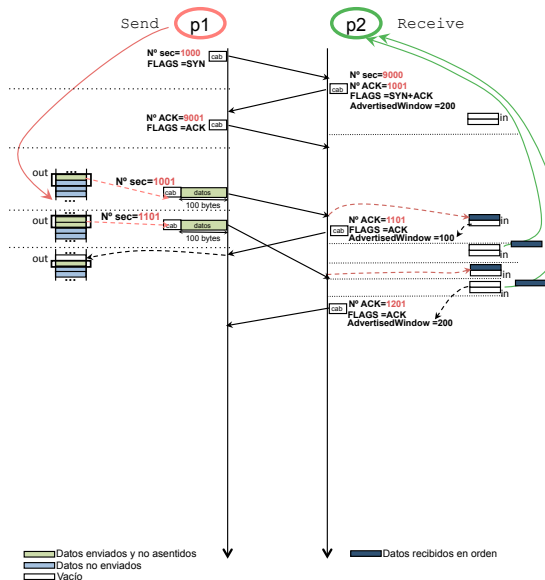 Send p1 p2 Receive
Nº sec=1000
FLAGS =SYN
cab
Nº sec=9000
cab
Nº ACK=1001
FLAGS =SYN+ACK
AdvertisedWindow =200
in
Nº ACK=9001
FLAGS =ACK
cab
...
out
Nº sec=1001
cab
datos
100 bytes
...
...
out
Nº sec=1101
cab
datos
100 bytes
...
in
Nº ACK=1101
cab
FLAGS =ACK
AdvertisedWindow =100
...
out
...
in
in
in
Nº ACK=1201
cab
FLAGS =ACK
AdvertisedWindow =200
Datos enviados y no asentidos
Datos no enviados
Vacío
Datos recibidos en orden